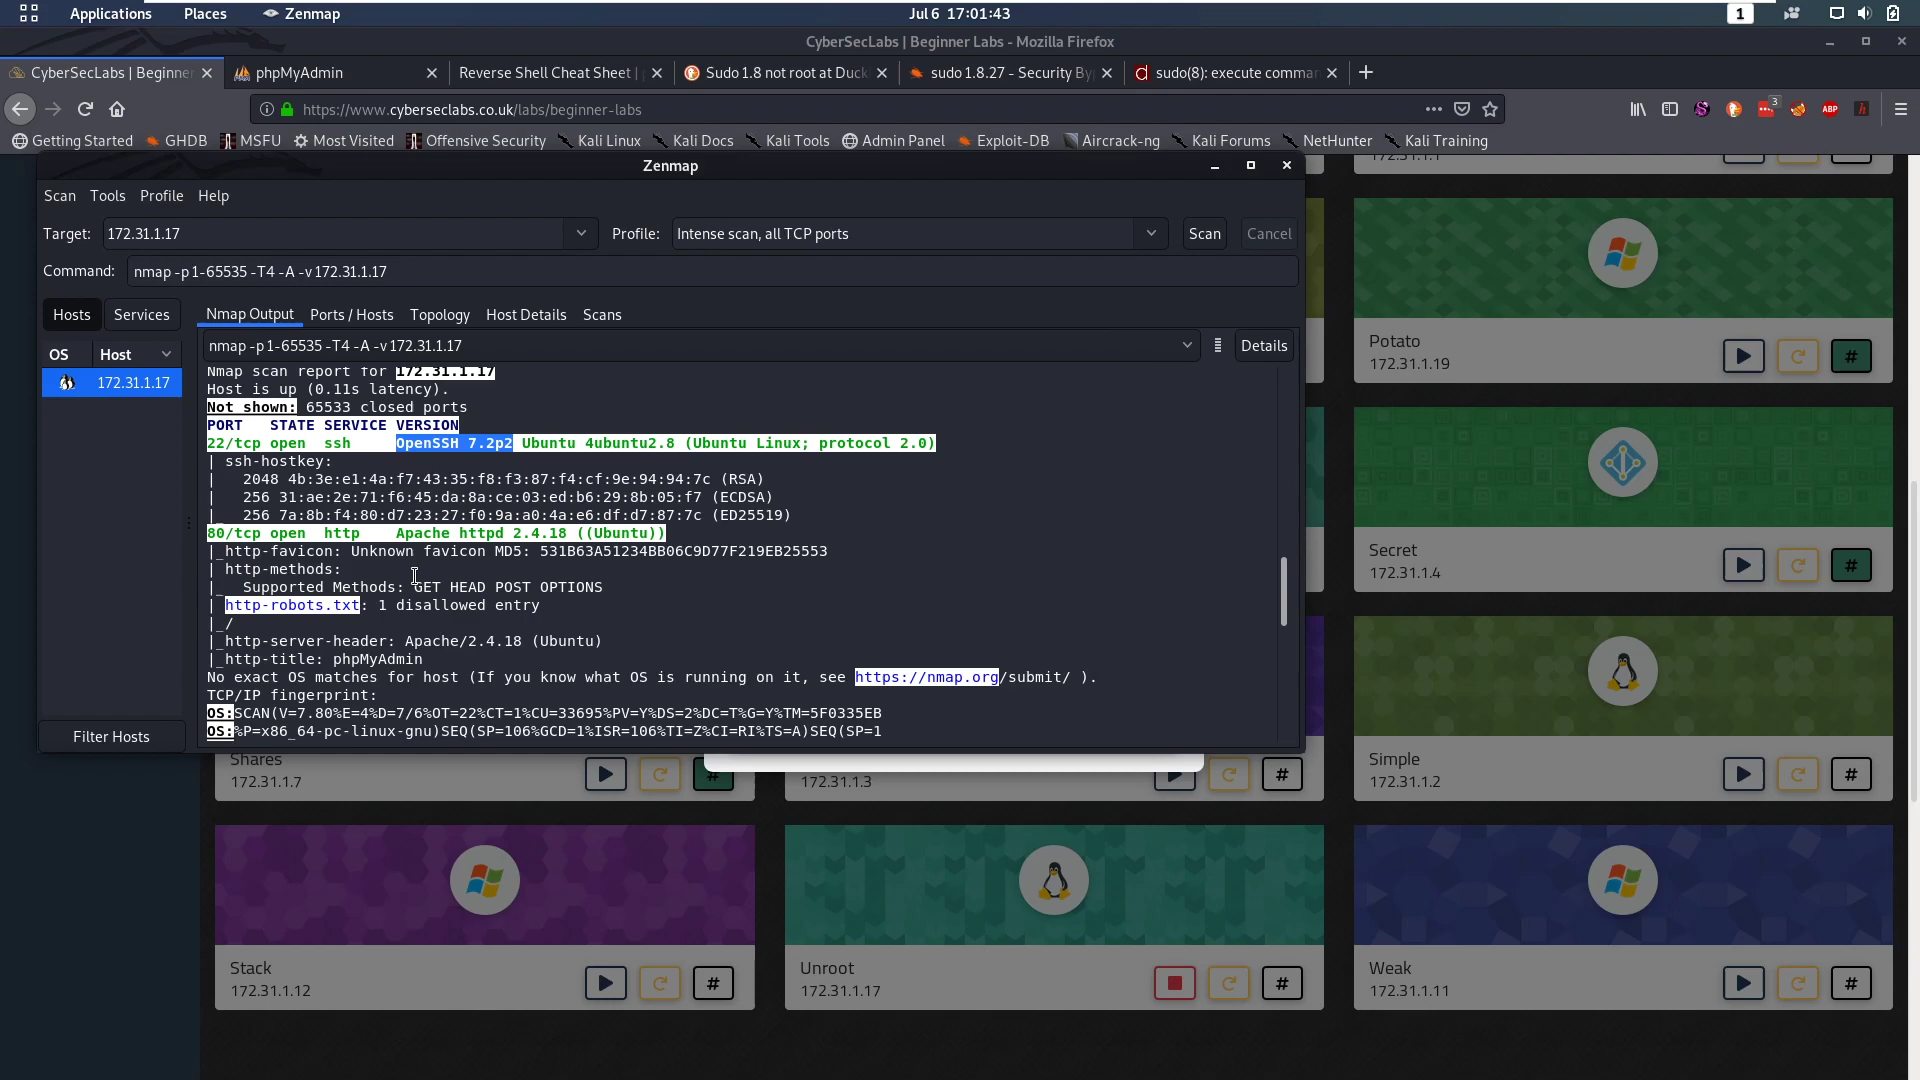 Applications Places Zenmap Jul 6 17:01:43 1
CyberSecLabs | Beginner Labs - Mozilla Firefox
CyberSecLabs | Beginner phpMyAdmin Reverse Shell Cheat Sheet | Sudo 1.8 not root at Duck sudo 1.8.27 - Security By sudo(8): execute comman
https://www.cyberseclabs.co.uk/labs/beginner-labs 3 ABP
Getting Started GHDB MSFU Most Visited Offensive Security Kali Linux Kali Docs Kali Tools Admin Panel Exploit-DB Aircrack-ng Kali Forums NetHunter Kali Training
Zenmap
172.31.1.1
Scan Tools Profile Help
Target: 172.31.1.17 Profile: Intense scan, all TCP ports Scan Cancel
Command: nmap -p 1-65535 -T4 -A -v 172.31.1.17
Hosts Services Nmap Output Ports / Hosts Topology Host Details Scans
OS Host nmap -p 1-65535 -T4 -A -v 172.31.1.17 Details
172.31.1.17
Nmap scan report for 172.31.1.17
Host is up (0.11s latency).
Not shown: 65533 closed ports
PORT STATE SERVICE VERSION
22/tcp open ssh OpenSSH 7.2p2 Ubuntu 4ubuntu2.8 (Ubuntu Linux; protocol 2.0)
| ssh-hostkey:
| 2048 4b:3e:e1:4a:f7:43:35:f8:f3:87:f4:cf:9e:94:94:7c (RSA)
| 256 31:ae:2e:71:f6:45:da:8a:ce:03:ed:b6:29:8b:05:f7 (ECDSA)
|_ 256 7a:8b:f4:80:d7:23:27:f0:9a:a0:4a:e6:df:d7:87:7c (ED25519)
80/tcp open http Apache httpd 2.4.18 ((Ubuntu))
|_http-favicon: Unknown favicon MD5: 531B63A51234BB06C9D77F219EB25553
| http-methods:
|_ Supported Methods: GET HEAD POST OPTIONS
| http-robots.txt: 1 disallowed entry
|_/
|_http-server-header: Apache/2.4.18 (Ubuntu)
|_http-title: phpMyAdmin
No exact OS matches for host (If you know what OS is running on it, see https://nmap.org/submit/ ).
TCP/IP fingerprint:
OS:SCAN(V=7.80%E=4%D=7/6%OT=22%CT=1%CU=33695%PV=Y%DS=2%DC=T%G=Y%TM=5F0335EB
OS:%P=x86_64-pc-linux-gnu)SEQ(SP=106%GCD=1%ISR=106%TI=Z%CI=RI%TS=A)SEQ(SP=1
Filter Hosts
Potato
172.31.1.19 #
Secret
172.31.1.4 #
Shares
172.31.1.7 #
172.31.1.3 #
Simple
172.31.1.2 #
Stack
172.31.1.12 #
Unroot
172.31.1.17 #
Weak
172.31.1.11 #